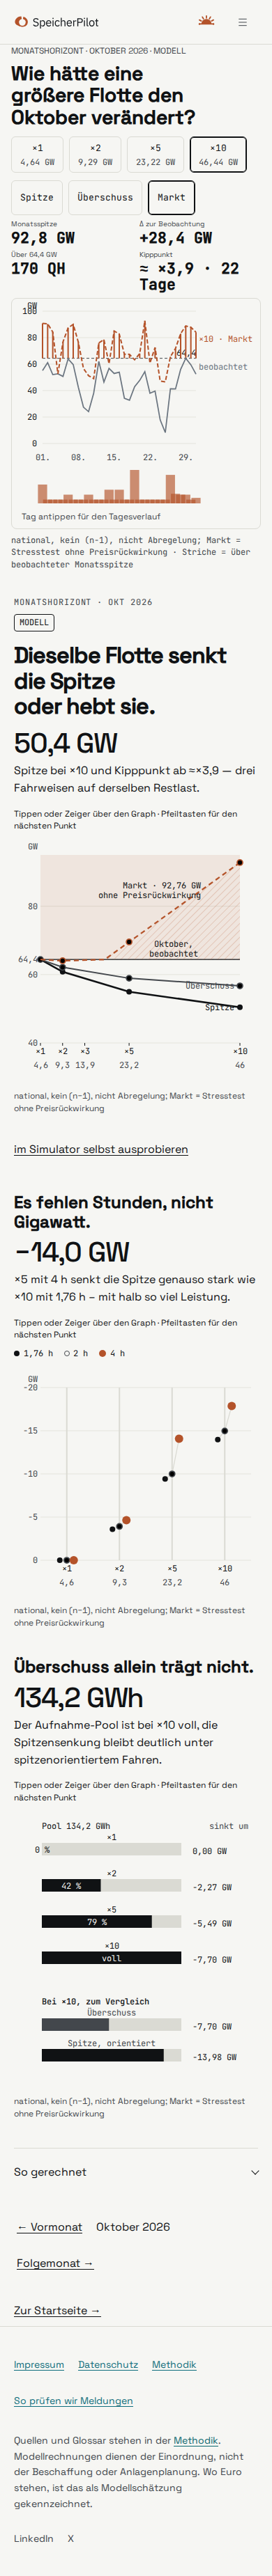 SpeicherPilot
MONATSHORIZONT · OKTOBER 2026 · MODELL
Wie hätte eine
größere Flotte den
Oktober verändert?
×1 ×2 ×5 ×10
4,64 GW 9,29 GW 23,22 GW 46,44 GW
Spitze Überschuss Markt
Monatsspitze Δ zur Beobachtung
92,8 GW +28,4 GW
Über 64,4 GW Kipppunkt
170 QH ≈ ×3,9 · 22
Tage
GW
100
80
×10 · Markt
64,4
60
beobachtet
40
20
0
01. 08. 15. 22. 29.
Tag antippen für den Tagesverlauf
national, kein (n-1), nicht Abregelung; Markt =
Stresstest ohne Preisrückwirkung · Striche = über
beobachteter Monatsspitze
MONATSHORIZONT · OKT 2026
MODELL
Dieselbe Flotte senkt
die Spitze
oder hebt sie.
50,4 GW
Spitze bei ×10 und Kipppunkt ab ≈×3,9 — drei
Fahrweisen auf derselben Restlast.
Tippen oder Zeiger über den Graph · Pfeiltasten für den
nächsten Punkt
GW
Markt · 92,76 GW
ohne Preisrückwirkung
80
Oktober,
beobachtet
64,4
60
Überschuss
Spitze
40
×1 ×2 ×3 ×5 ×10
4,6 9,3 13,9 23,2 46
national, kein (n−1), nicht Abregelung; Markt = Stresstest
ohne Preisrückwirkung
im Simulator selbst ausprobieren
Es fehlen Stunden, nicht
Gigawatt.
−14,0 GW
×5 mit 4 h senkt die Spitze genauso stark wie
×10 mit 1,76 h – mit halb so viel Leistung.
Tippen oder Zeiger über den Graph · Pfeiltasten für den
nächsten Punkt
1,76 h 2 h 4 h
GW
-20
-15
-10
-5
0
×1 ×2 ×5 ×10
4,6 9,3 23,2 46
national, kein (n−1), nicht Abregelung; Markt = Stresstest
ohne Preisrückwirkung
Überschuss allein trägt nicht.
134,2 GWh
Der Aufnahme-Pool ist bei ×10 voll, die
Spitzensenkung bleibt deutlich unter
spitzenorientiertem Fahren.
Tippen oder Zeiger über den Graph · Pfeiltasten für den
nächsten Punkt
Pool 134,2 GWh sinkt um
×1
0 % 0,00 GW
×2
42 % -2,27 GW
×5
79 % -5,49 GW
×10
voll -7,70 GW
Bei ×10, zum Vergleich
Überschuss
-7,70 GW
Spitze, orientiert
-13,98 GW
national, kein (n−1), nicht Abregelung; Markt = Stresstest
ohne Preisrückwirkung
So gerechnet
← Vormonat Oktober 2026
Folgemonat →
Zur Startseite →
Impressum Datenschutz Methodik
So prüfen wir Meldungen
Quellen und Glossar stehen in der Methodik.
Modellrechnungen dienen der Einordnung, nicht
der Beschaffung oder Anlagenplanung. Wo Euro
stehen, ist das als Modellschätzung
gekennzeichnet.
LinkedIn X